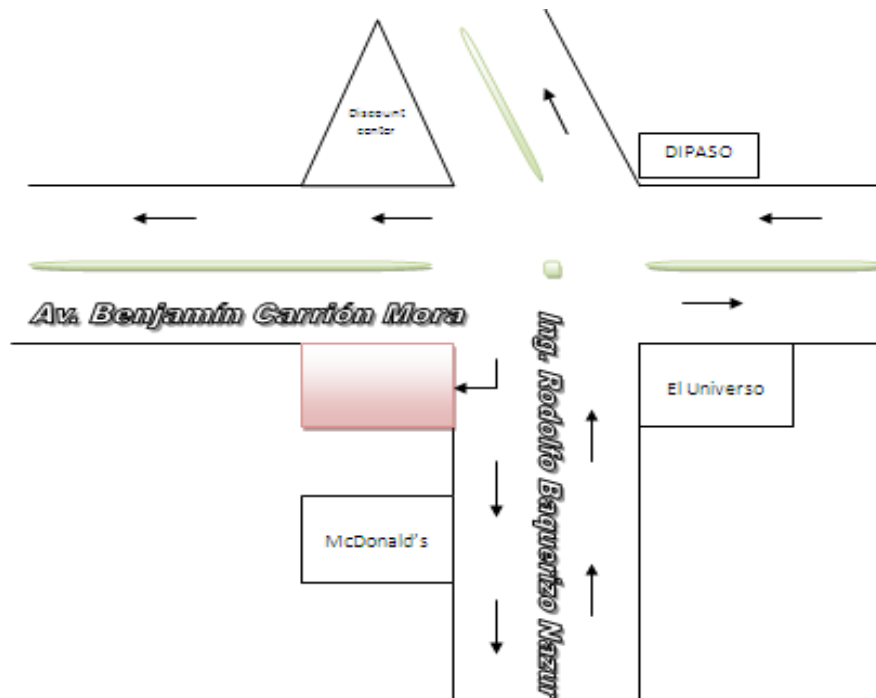 Discount
center
DIPASO
Av. Benjamín Carrión Mora
Ing. Rodolfo Baquerizo Nazur
El Universo
McDonald's